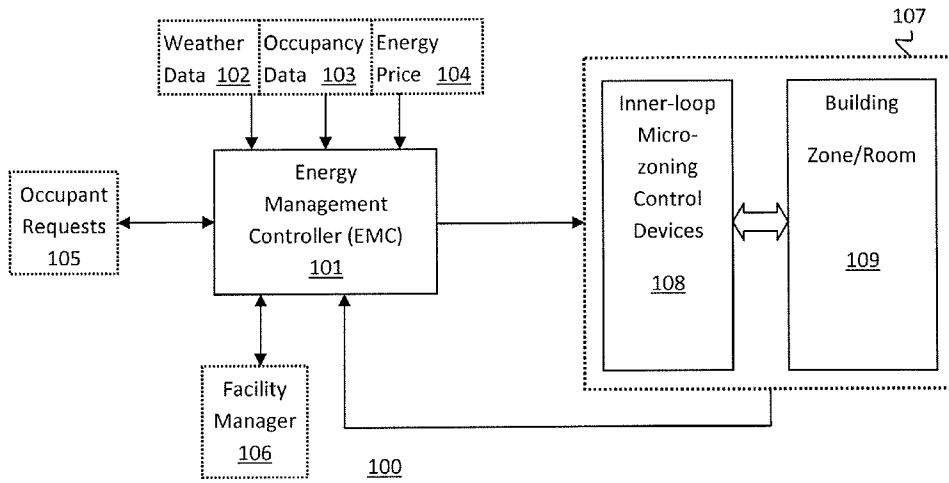 107
Weather
Data 102
Occupancy
Data 103
Energy
Price 104
Inner-loop
Micro-
zoning
Control
Devices
108
Building
Zone/Room
109
Energy
Management
Controller (EMC)
101
Occupant
Requests
105
Facility
Manager
106
100